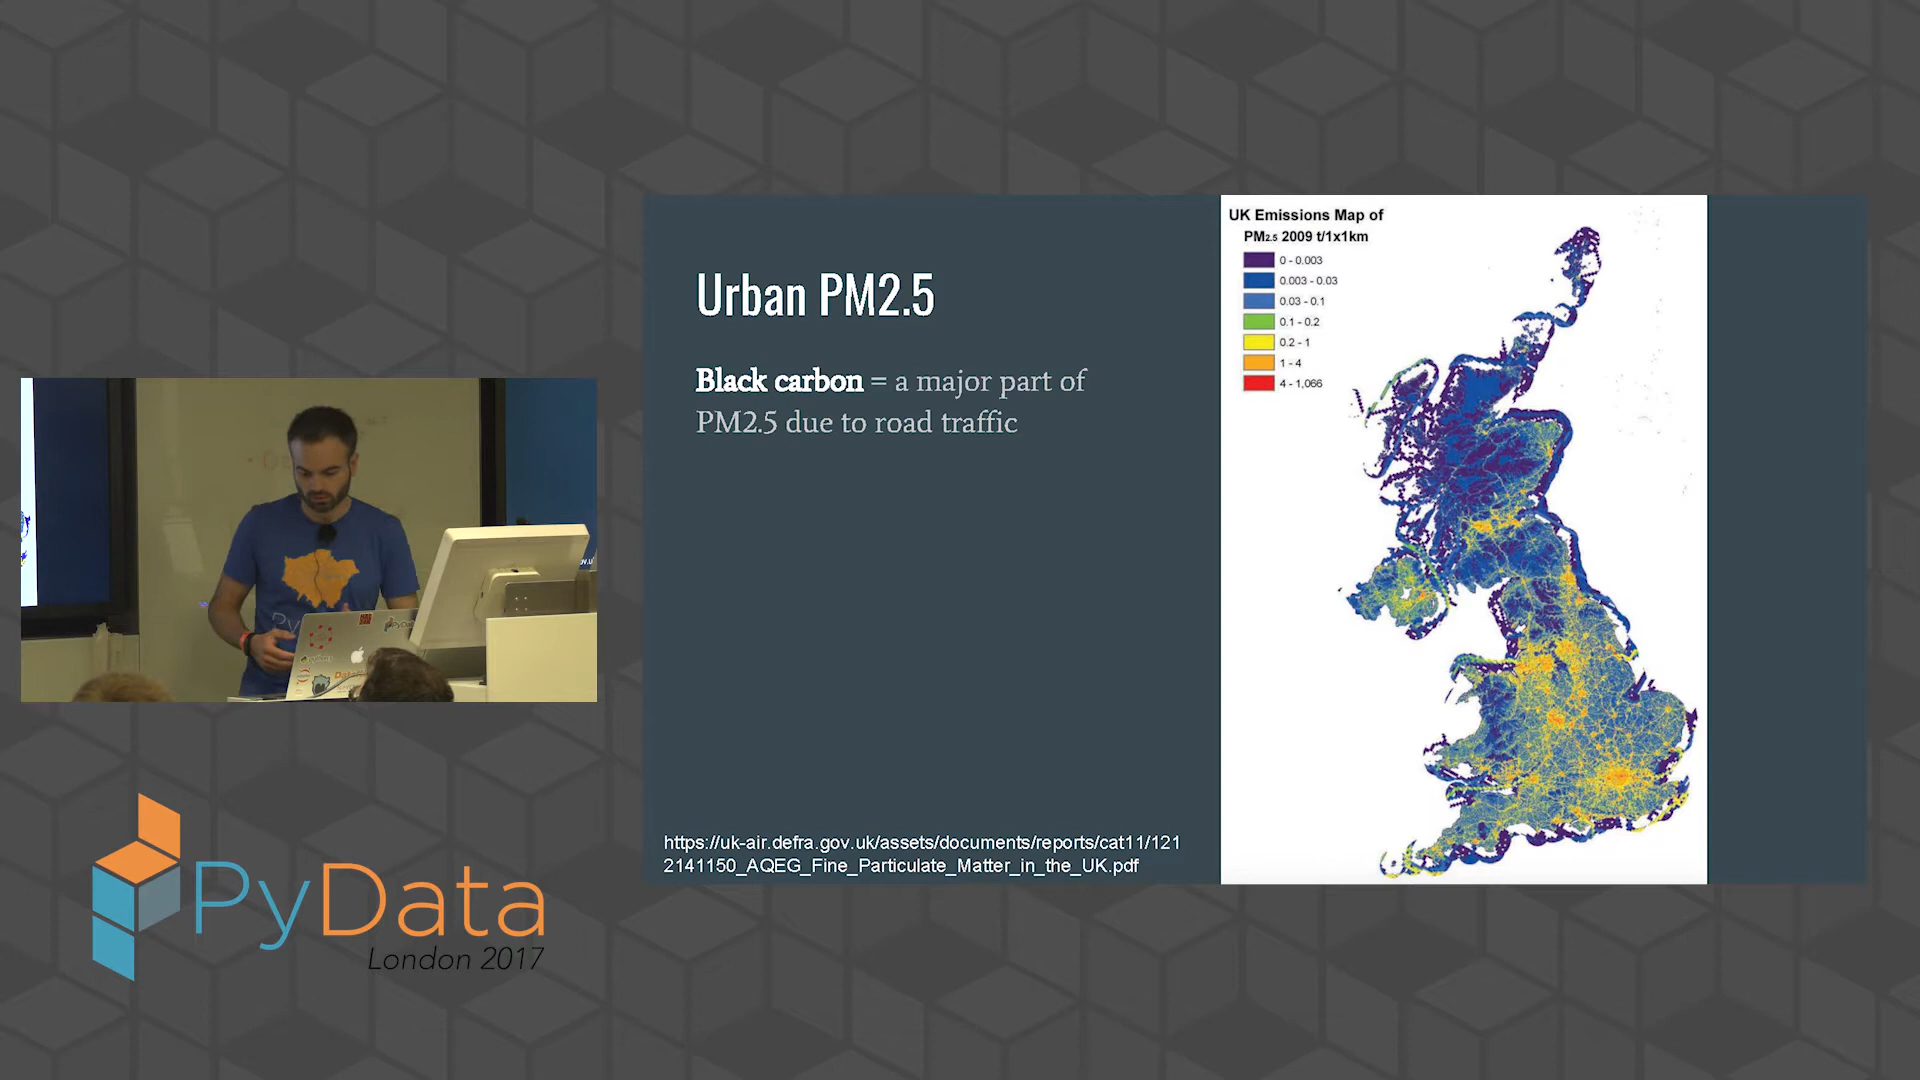 Urban PM2.5
Black carbon = a major part of
PM2.5 due to road traffic
https://uk-air.defra.gov.uk/assets/documents/reports/cat11/121
2141150_AQEG_Fine_Particulate_Matter_in_the_UK.pdf
UK Emissions Map of
PM2.5 2009 t/1x1km
0 - 0.003
0.003 - 0.03
0.03 - 0.1
0.1 - 0.2
0.2 - 1
1 - 4
4 - 1,066
PyData
London 2017